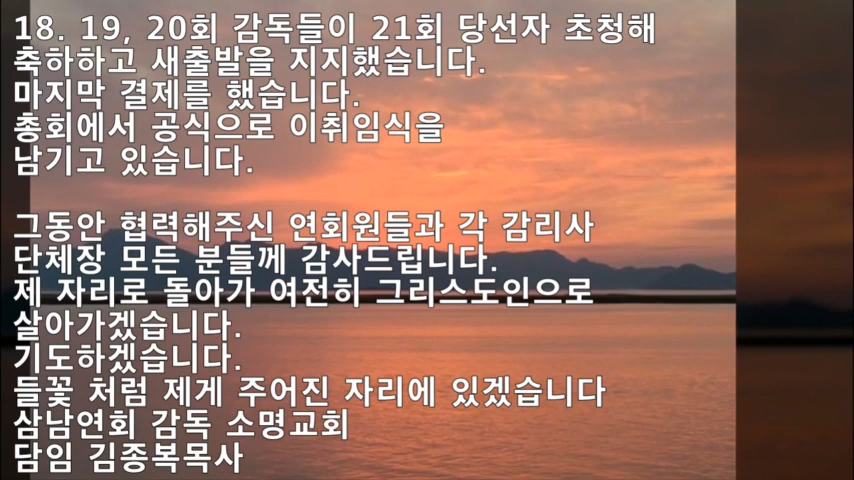 18. 19, 20회 감독들이 21회 당선자 초청해
축하하고 새출발을 지지했습니다.
마지막 결제를 했습니다.
총회에서 공식으로 이취임식을
남기고 있습니다.
그동안 협력해주신 연회원들과 각 감리사
단체장 모든 분들께 감사드립니다.
제 자리로 돌아가 여전히 그리스도인으로
살아가겠습니다.
기도하겠습니다.
들꽃 처럼 제게 주어진 자리에 있겠습니다
삼남연회 감독 소명교회
담임 김종복목사